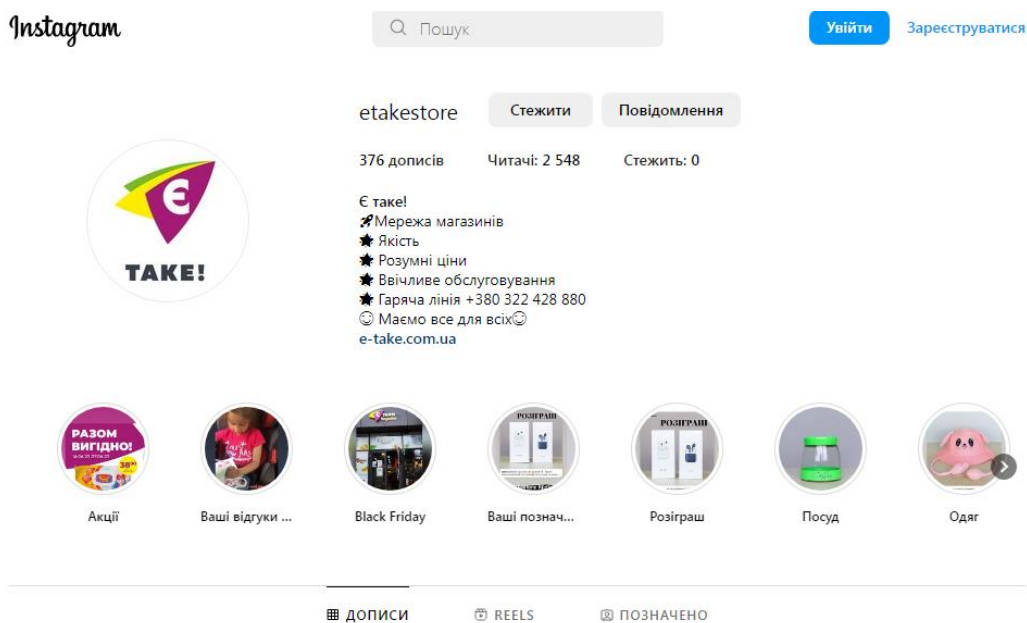 Instagram
Пошук
Увійти
Зареєструватися
etakestore
Стежити
Повідомлення
376 дописів
Читачі: 2 548
Стежить: 0
Є
ТАКЕ!
Є таке!
🚀Мережа магазинів
★ Якість
★ Розумні ціни
★ Ввічливе обслуговування
★ Гаряча лінія +380 322 428 880
☺ Маємо все для всіх☺
e-take.com.ua
РАЗОМ
ВИГІДНО!
РОЗІГРАШ
РОЗІГРАШ
Акції
Ваші відгуки ...
Black Friday
Ваші познач...
Розіграш
Посуд
Одяг
ДОПИСИ
REELS
ПОЗНАЧЕНО